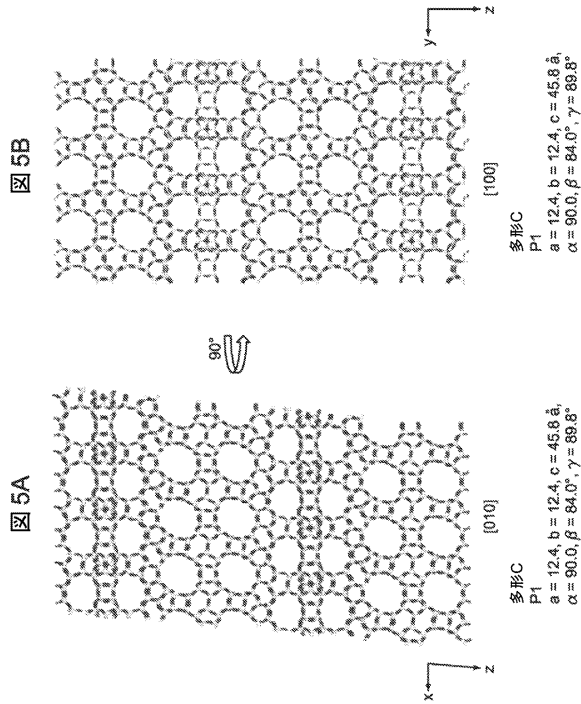 図 5A
x
z
[010]
多形C
P1
a = 12.4, b = 12.4, c = 45.8 å,
α = 90.0, β = 84.0°, γ = 89.8°
90°
図 5B
y
z
[100]
多形C
P1
a = 12.4, b = 12.4, c = 45.8 å,
α = 90.0, β = 84.0°, γ = 89.8°